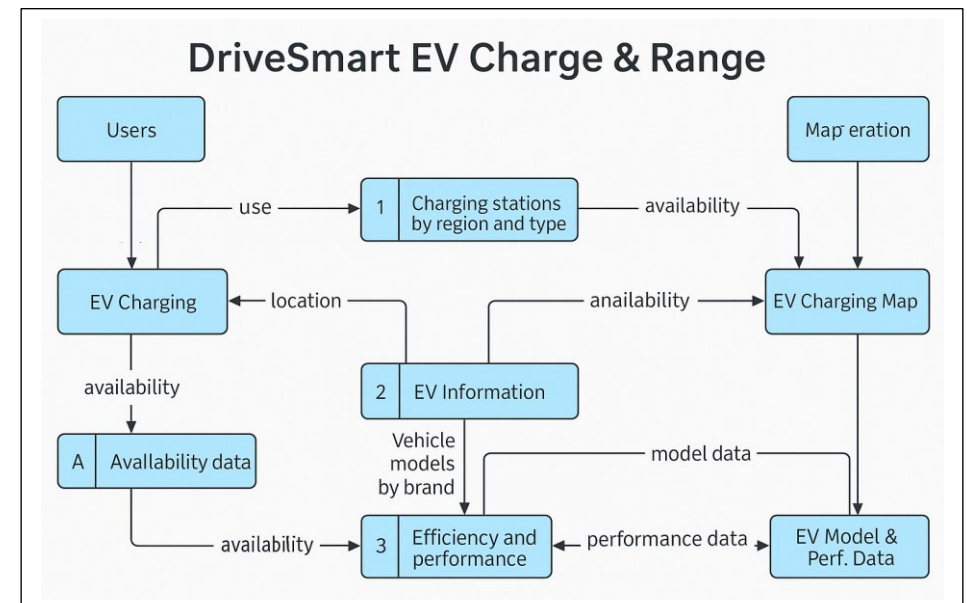 DriveSmart EV Charge & Range
Users
Map eration
use
1
Charging stations
by region and type
availability
EV Charging
location
anailability
EV Charging Map
availability
2
EV Information
A
Availability data
Vehicle
models
by brand
model data
availability
3
Efficiency and
performance
performance data
EV Model &
Perf. Data